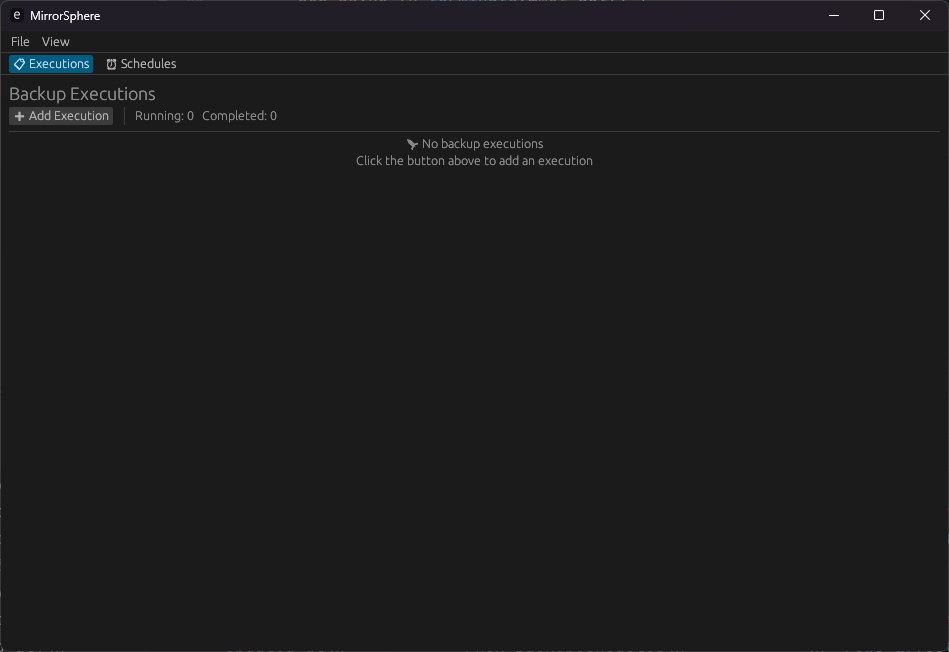 e MirrorSphere
File View
Executions Schedules
Backup Executions
+ Add Execution Running: 0 Completed: 0
No backup executions
Click the button above to add an execution